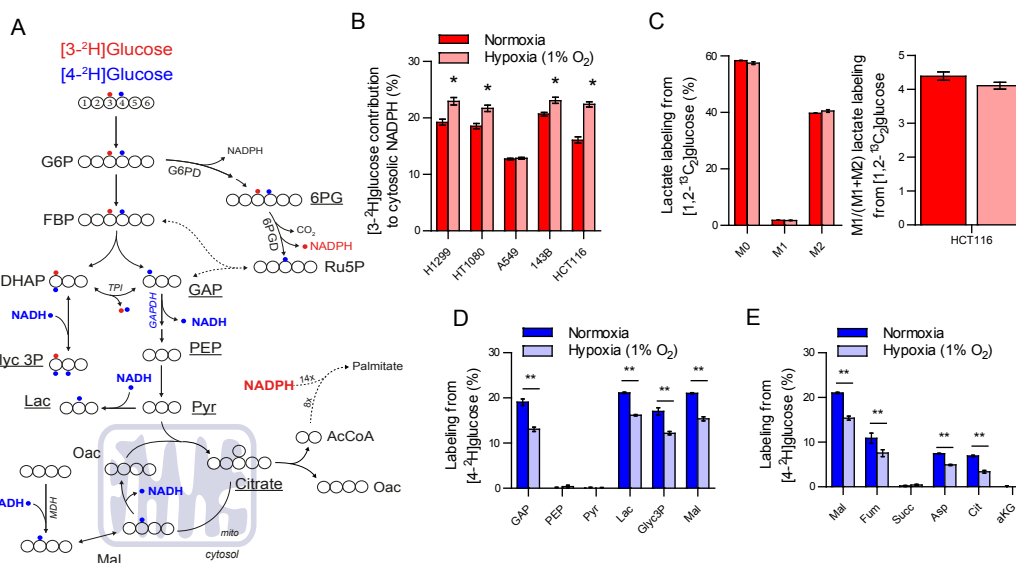 A
[3-²H]Glucose
[4-²H]Glucose
1 2 3 4 5 6
G6P
NADPH
G6PD
6PG
FBP
6PGD
CO₂
NADPH
Ru5P
DHAP
GAP
TPI
NADH
GAPDH
NADH
PEP
lyc 3P
NADH
Lac
Pyr
NADPH
14x
Palmitate
8x
AcCoA
Oac
Citrate
Oac
NADH
ADH
MDH
mito
cytosol
Mal
B
Normoxia
Hypoxia (1% O₂)
[3-²H]glucose contribution
to cytosolic NADPH (%)
40
30
20
10
0
* * * *
H1299
HT1080
A549
143B
HCT116
C
Lactate labeling from
[1,2-¹³C₂]glucose (%)
60
40
20
0
M0
M1
M2
M1/(M1+M2) lactate labeling
from [1,2-¹³C₂]glucose
5
4
3
2
1
0
HCT116
D
Normoxia
Hypoxia (1% O₂)
Labeling from
[4-²H]glucose (%)
30
20
10
0
** ** ** **
GAP
PEP
Pyr
Lac
Glyc3P
Mal
E
Normoxia
Hypoxia (1% O₂)
Labeling from
[4-²H]glucose (%)
30
20
10
0
** ** ** **
Mal
Fum
Succ
Asp
Cit
aKG